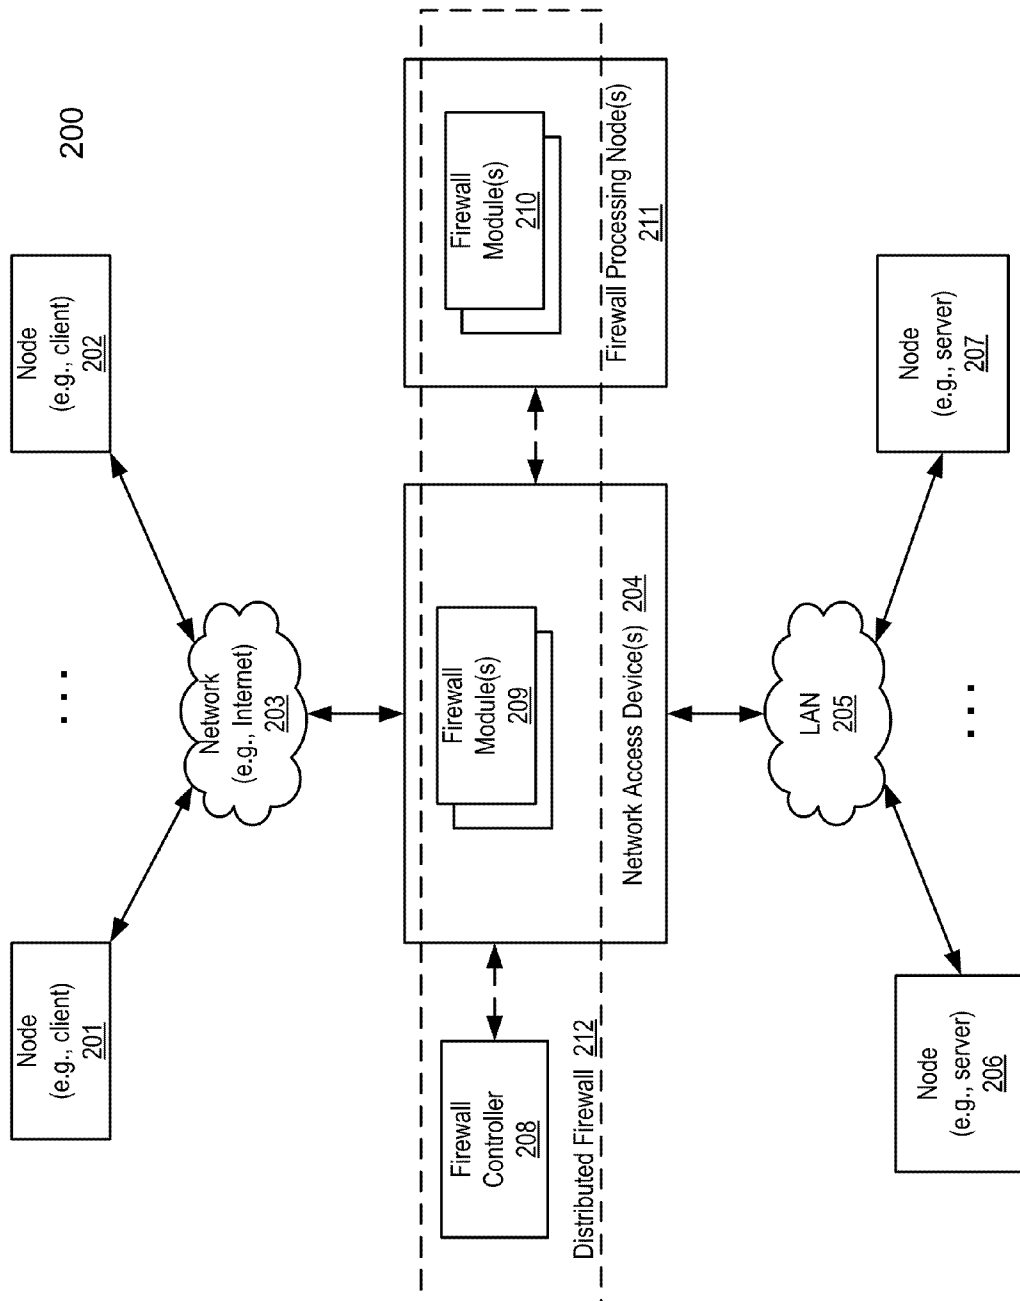 Node
(e.g., client)
201
. . .
Node
(e.g., client)
202
200
Network
(e.g., Internet)
203
Firewall
Controller
208
Firewall
Module(s)
209
Firewall
Module(s)
210
Distributed Firewall 212
Network Access Device(s) 204
Firewall Processing Node(s)
211
LAN
205
Node
(e.g., server)
206
. . .
Node
(e.g., server)
207